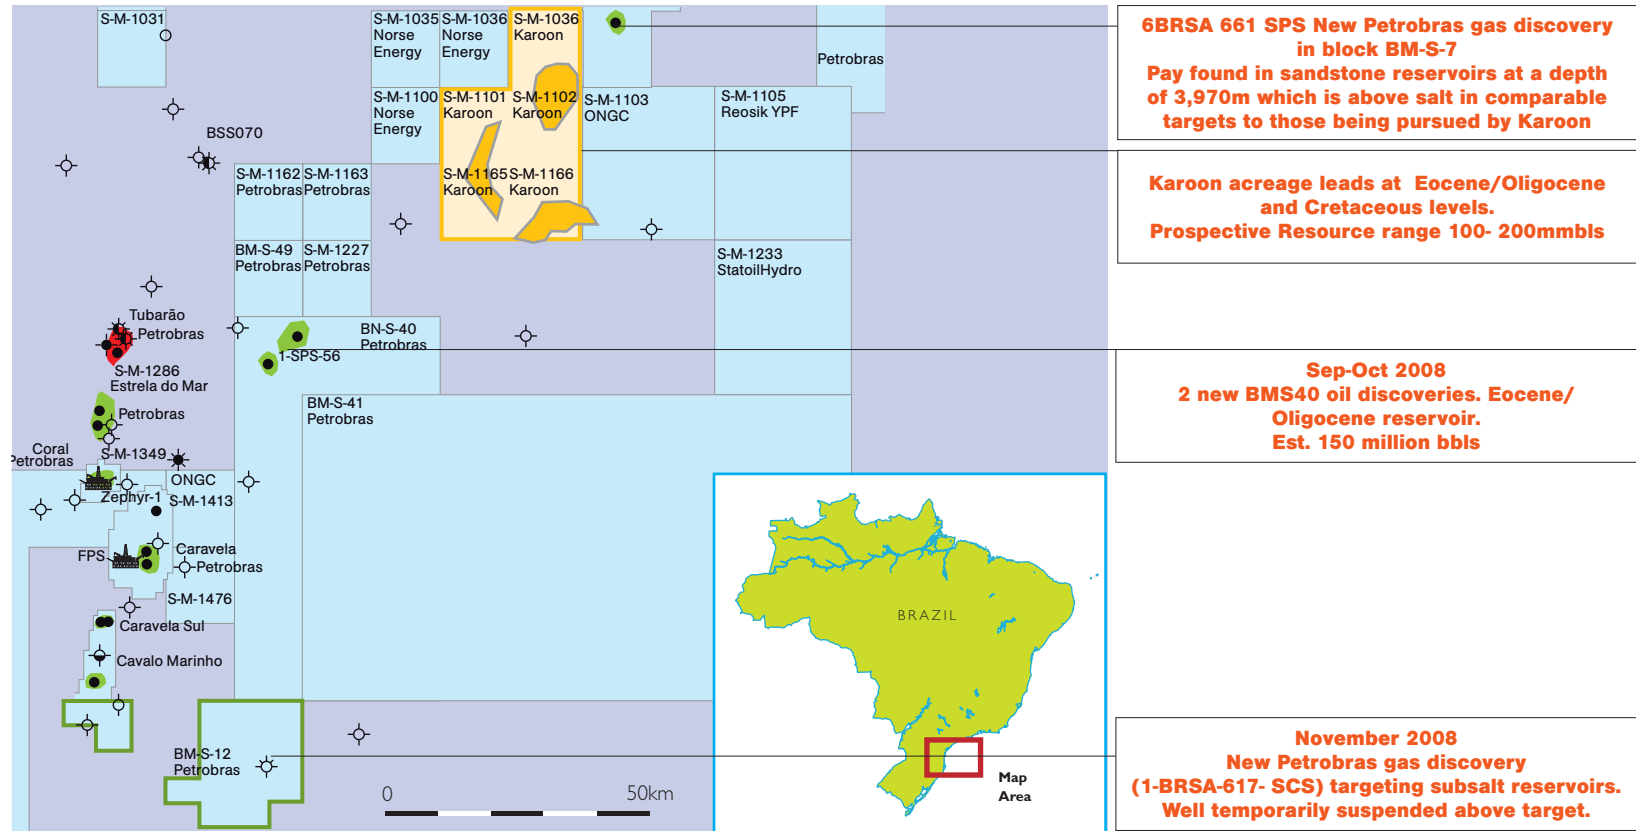 S-M-1031
S-M-1035
Norse
Energy
S-M-1036
Norse
Energy
S-M-1036
Karoon
Petrobras
S-M-1100
Norse
Energy
S-M-1101
Karoon
S-M-1102
Karoon
S-M-1103
ONGC
S-M-1105
Reosik YPF
BSS070
S-M-1162
Petrobras
S-M-1163
Petrobras
S-M-1165
Karoon
S-M-1166
Karoon
BM-S-49
Petrobras
S-M-1227
Petrobras
S-M-1233
StatoilHydro
Tubarão
Petrobras
BN-S-40
Petrobras
1-SPS-56
S-M-1286
Estrela do Mar
Petrobras
BM-S-41
Petrobras
Coral
Petrobras
S-M-1349
ONGC
Zephyr-1
S-M-1413
FPS
Caravela
Petrobras
S-M-1476
Caravela Sul
Cavalo Marinho
BM-S-12
Petrobras
0 50km
BRAZIL
Map
Area
6BRSA 661 SPS New Petrobras gas discovery
in block BM-S-7
Pay found in sandstone reservoirs at a depth
of 3,970m which is above salt in comparable
targets to those being pursued by Karoon
Karoon acreage leads at Eocene/Oligocene
and Cretaceous levels.
Prospective Resource range 100- 200mmbls
Sep-Oct 2008
2 new BMS40 oil discoveries. Eocene/
Oligocene reservoir.
Est. 150 million bbls
November 2008
New Petrobras gas discovery
(1-BRSA-617- SCS) targeting subsalt reservoirs.
Well temporarily suspended above target.